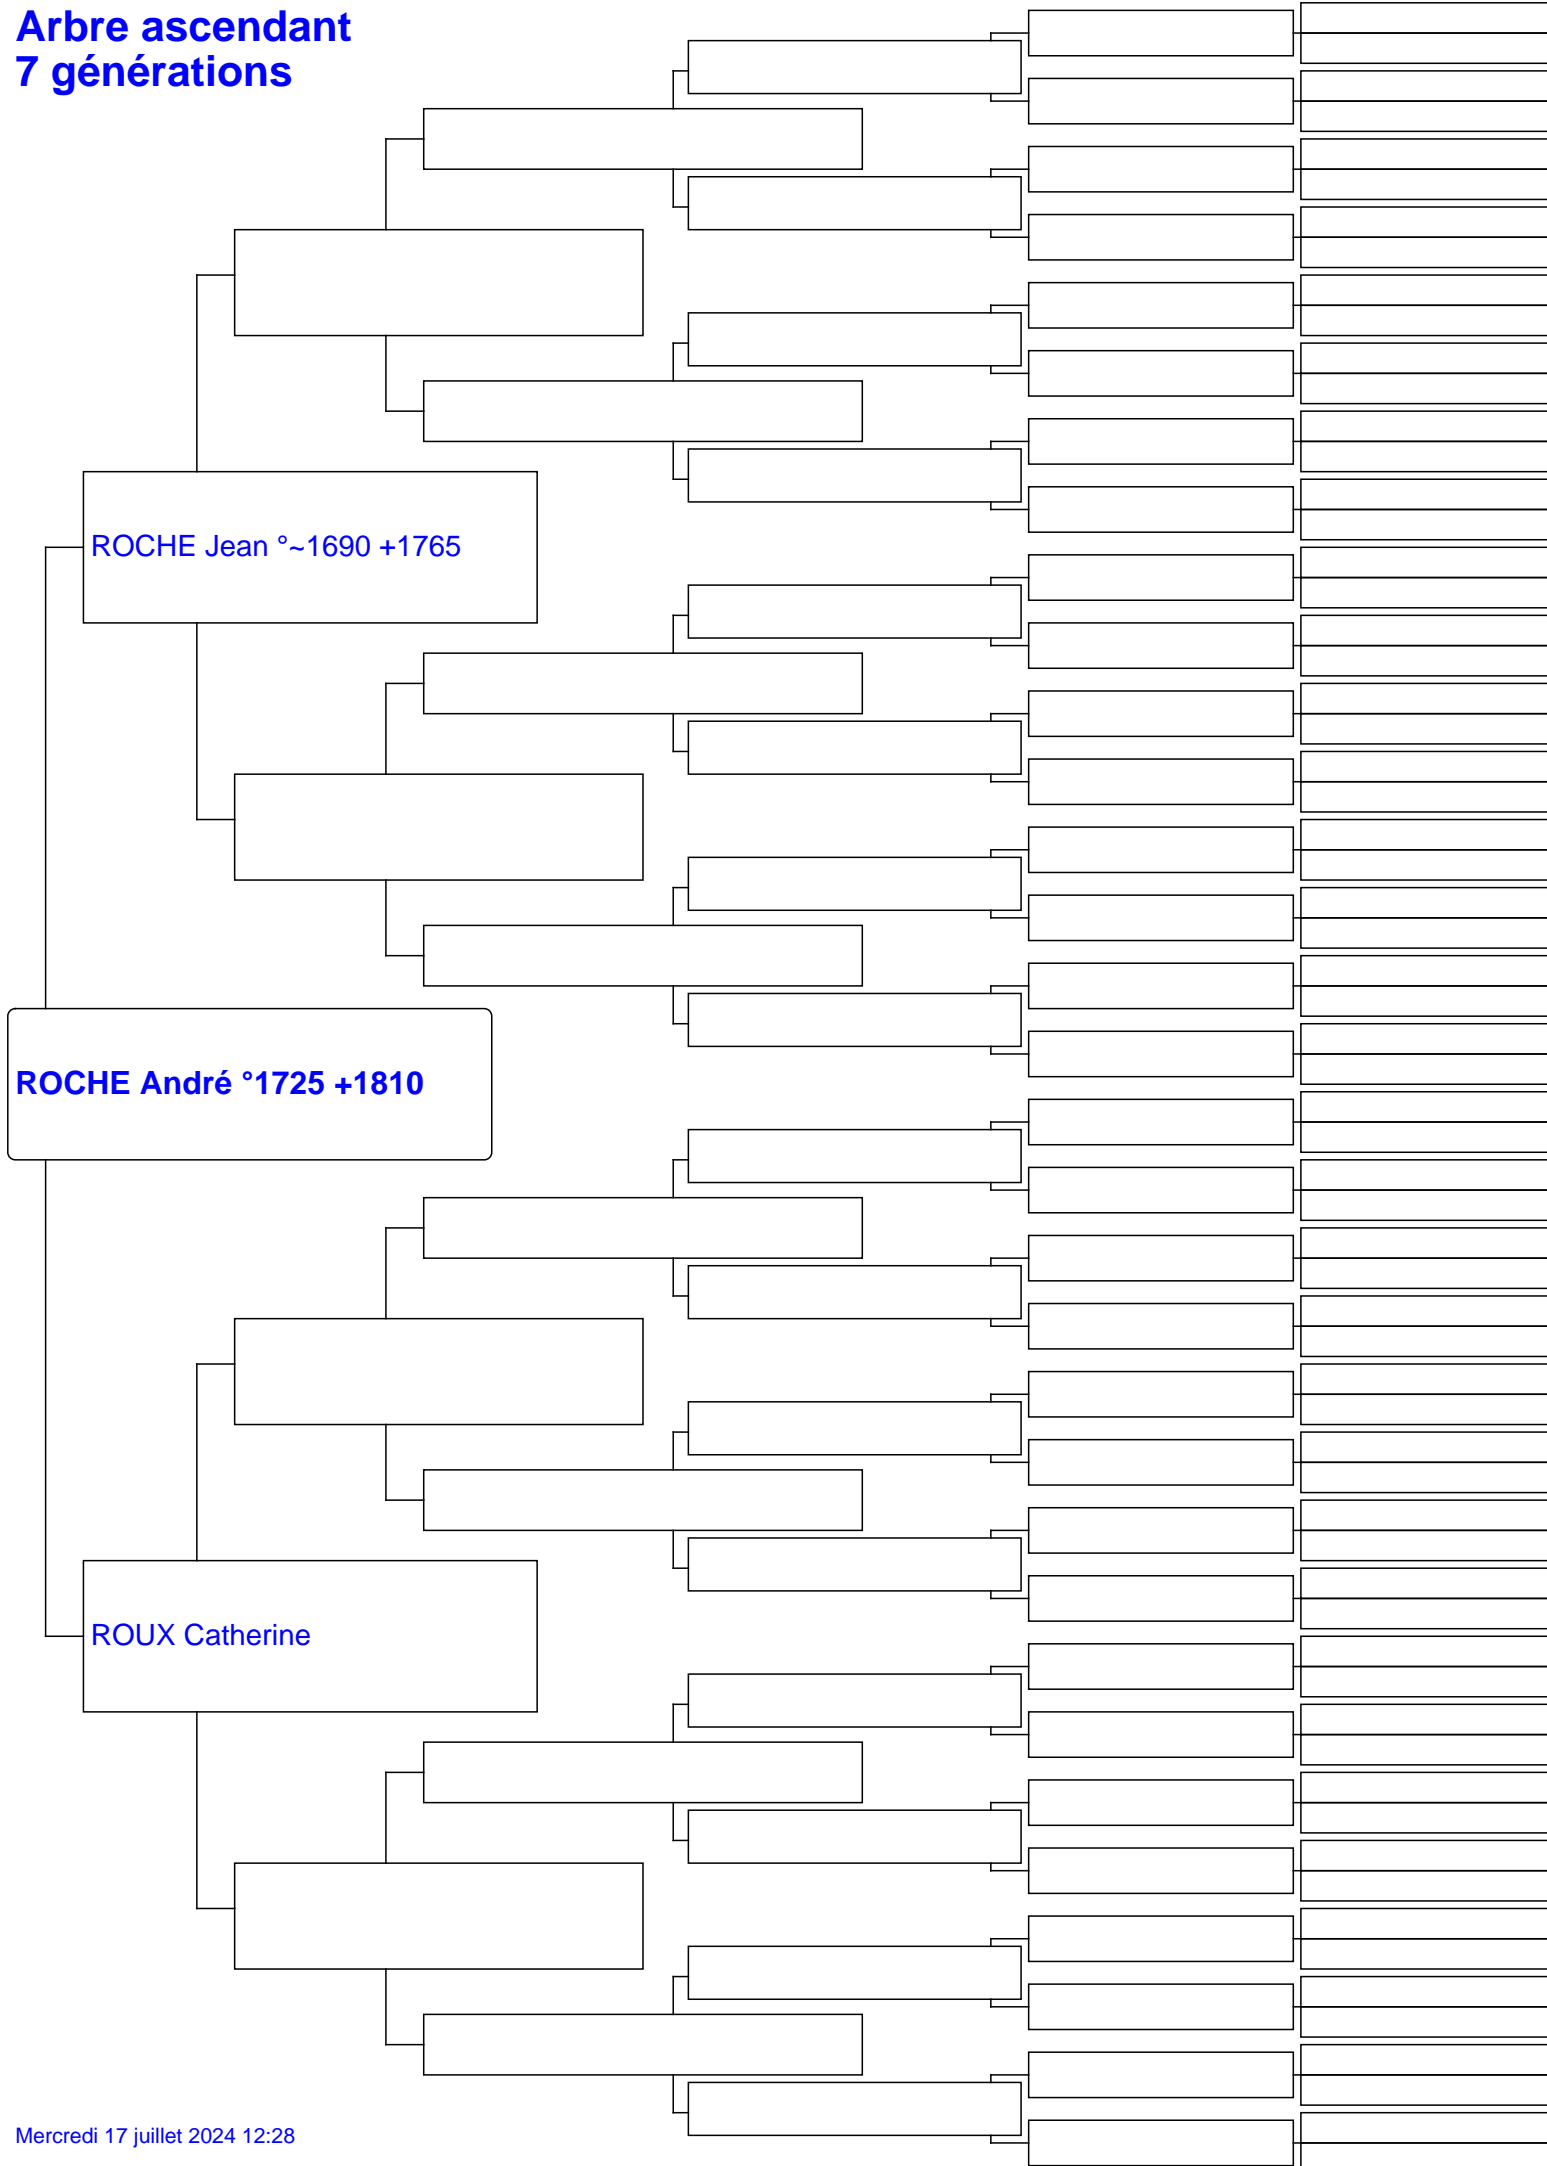 Arbre ascendant
7 générations
ROCHE Jean °~1690 +1765
ROCHE André °1725 +1810
ROUX Catherine
Mercredi 17 juillet 2024 12:28